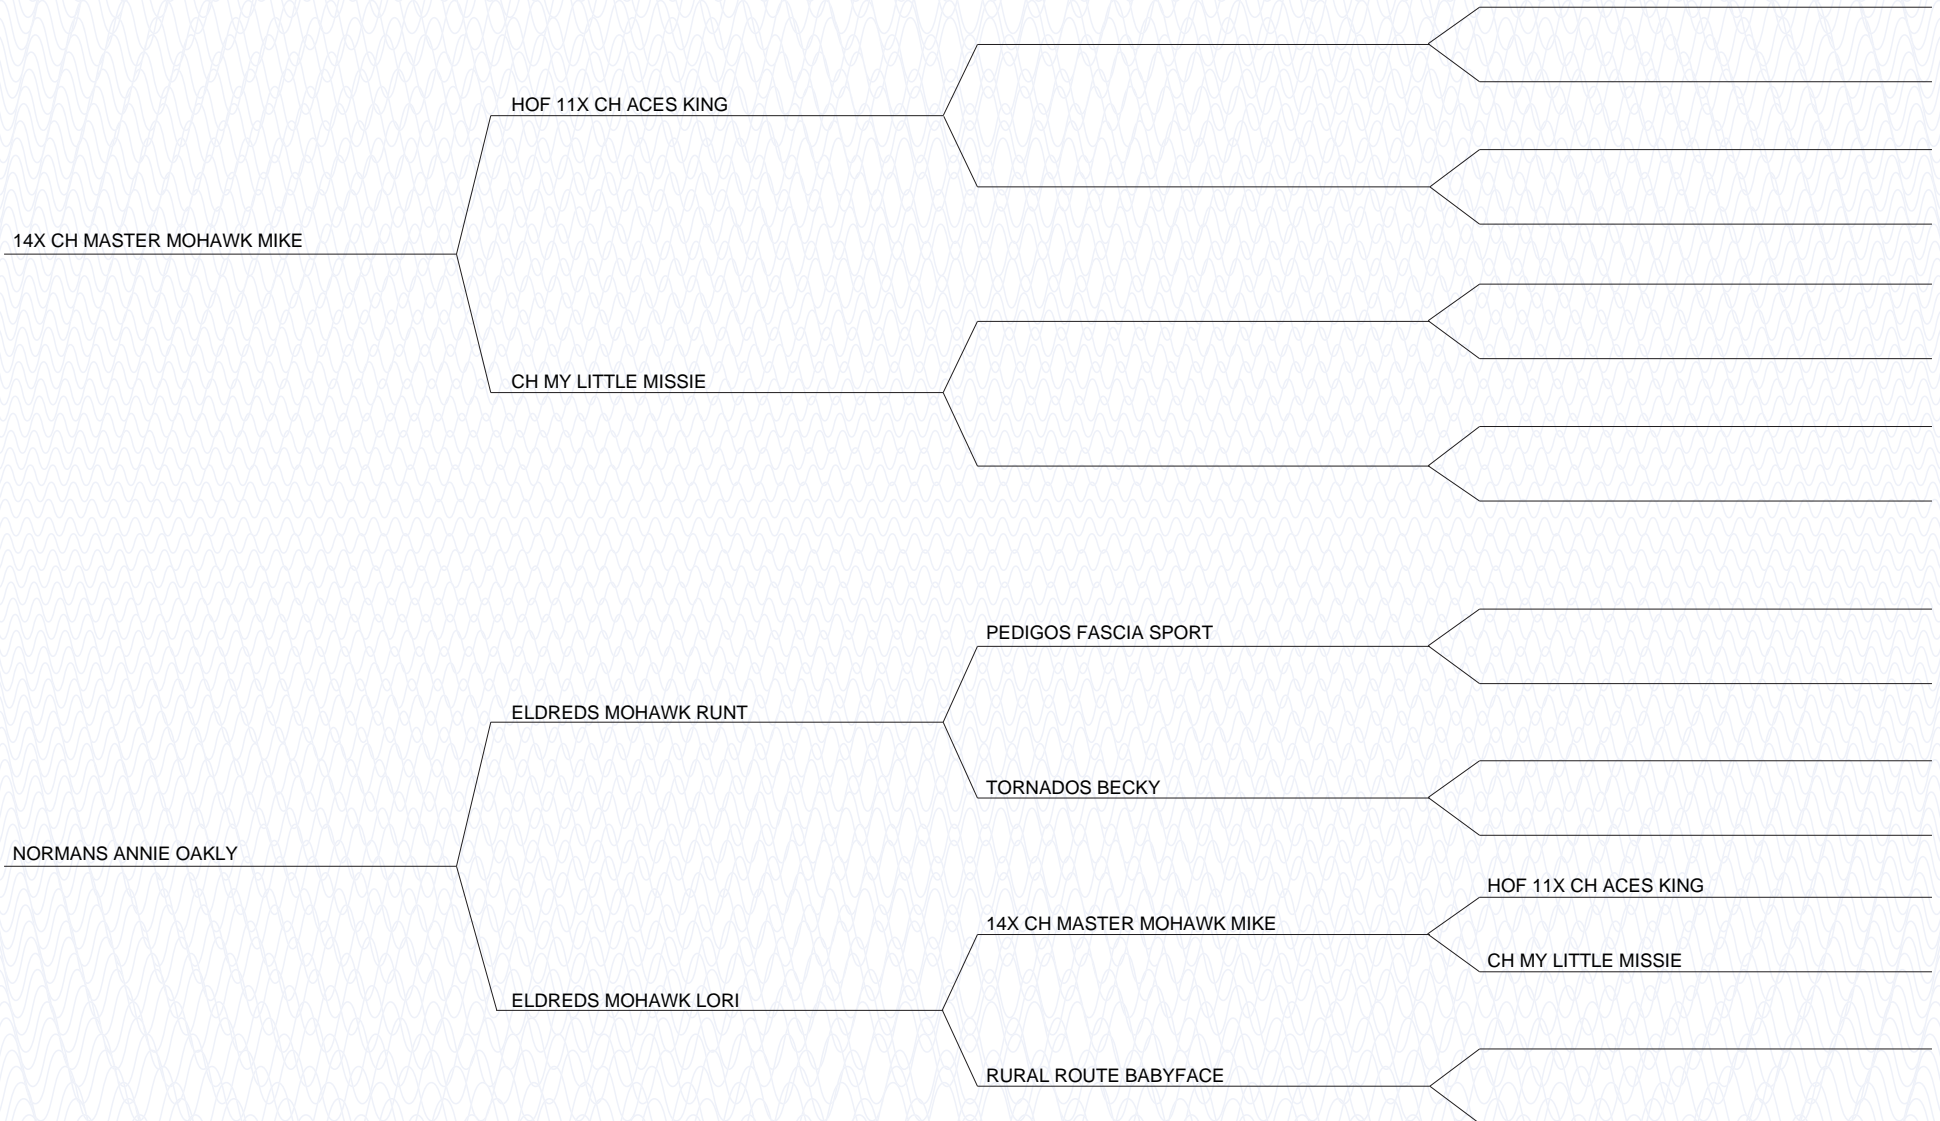 HOF 11X CH ACES KING
14X CH MASTER MOHAWK MIKE
CH MY LITTLE MISSIE
PEDIGOS FASCIA SPORT
ELDREDS MOHAWK RUNT
TORNADOS BECKY
NORMANS ANNIE OAKLY
HOF 11X CH ACES KING
14X CH MASTER MOHAWK MIKE
CH MY LITTLE MISSIE
ELDREDS MOHAWK LORI
RURAL ROUTE BABYFACE